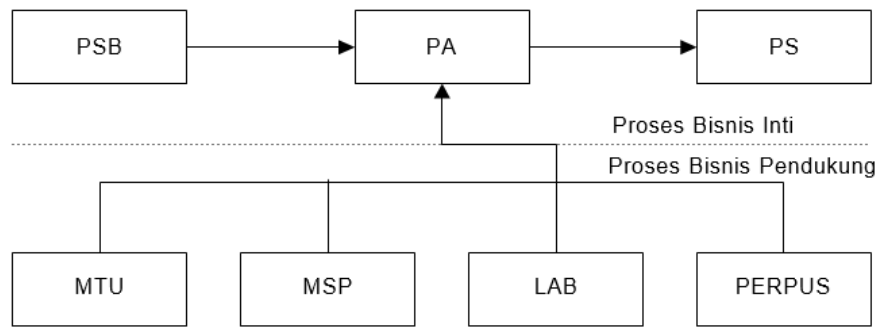 PSB
PA
PS
Proses Bisnis Inti
Proses Bisnis Pendukung
MTU
MSP
LAB
PERPUS